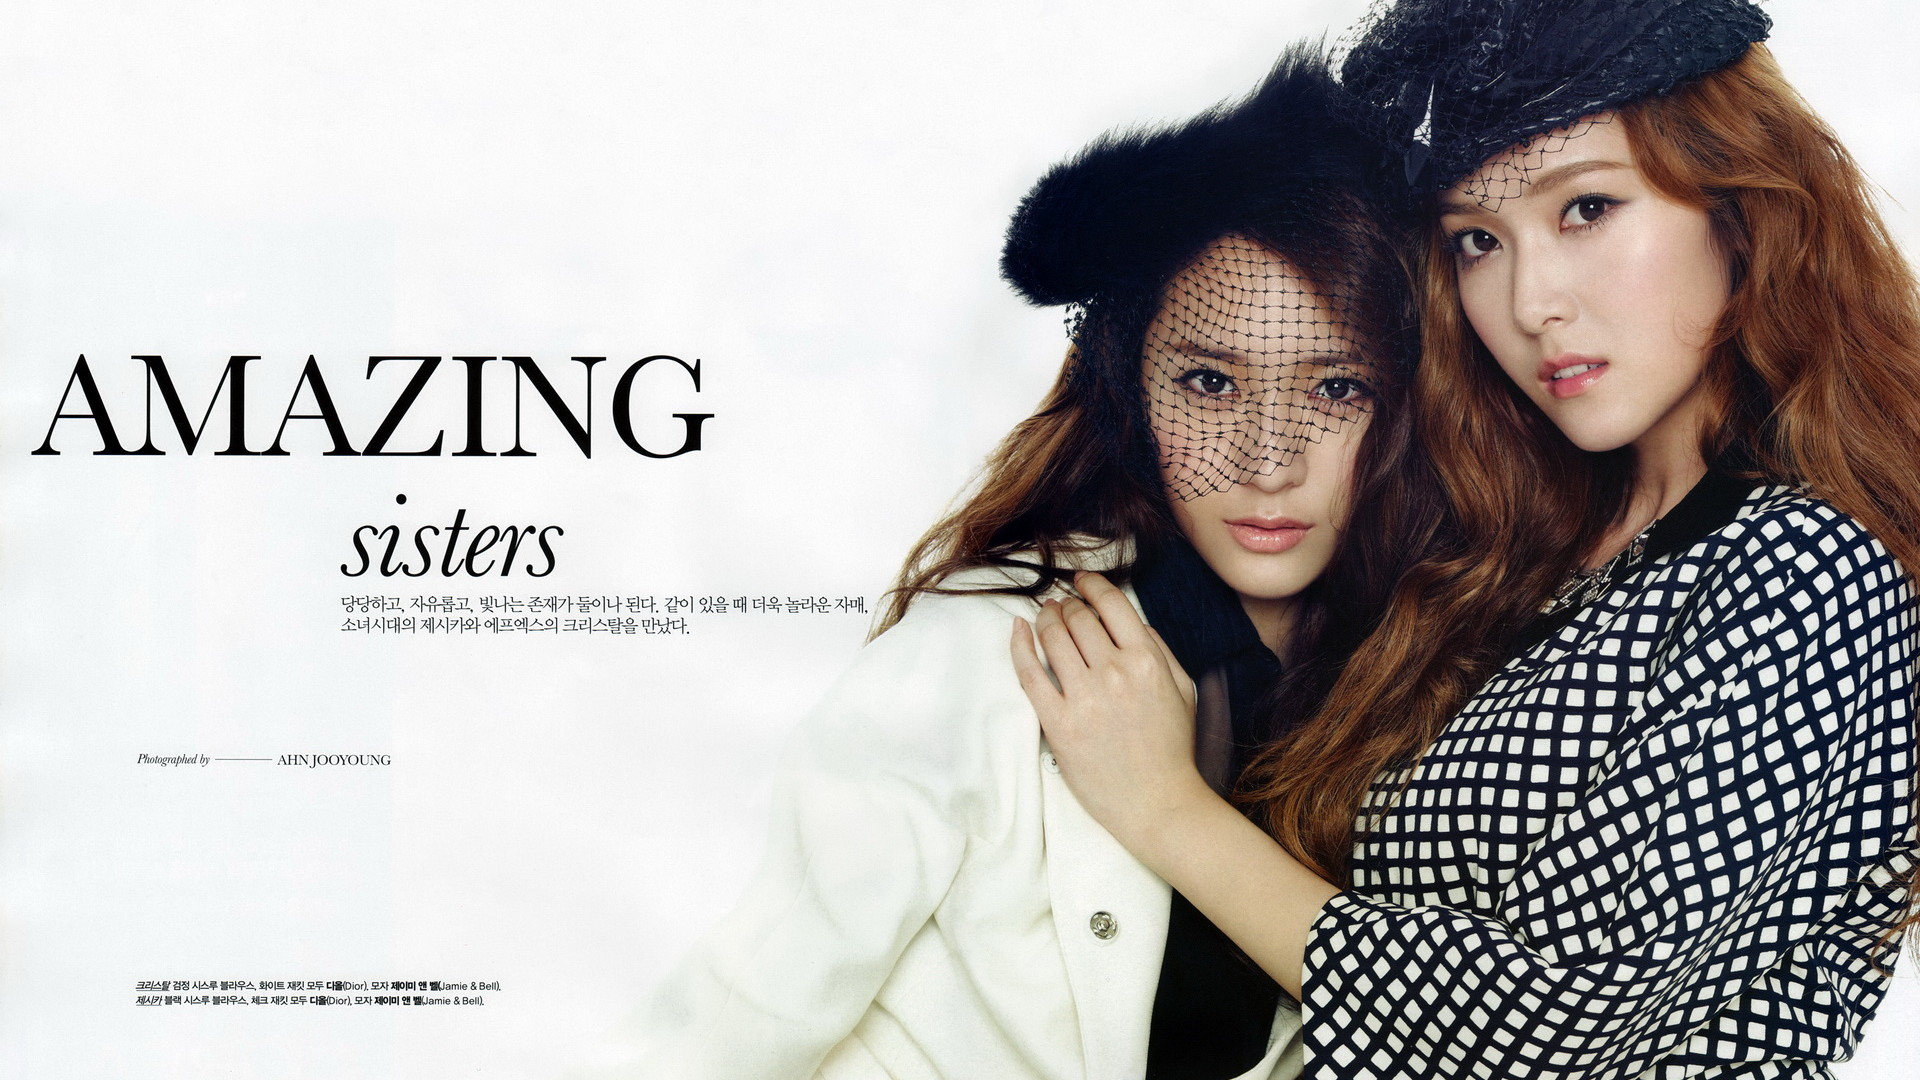 AMAZING
sisters
당당하고, 자유롭고, 빛나는 존재가 둘이나 된다. 같이 있을 때 더욱 놀라운 자매,
소녀시대의 제시카와 에프엑스의 크리스탈을 만났다.
Photographed by AHN JOOYOUNG
크리스탈 검정 시스루 블라우스, 화이트 재킷 모두 디올(Dior), 모자 제이미 앤 벨(Jamie & Bell).
제시카 블랙 시스루 블라우스, 체크 재킷 모두 디올(Dior), 모자 제이미 앤 벨(Jamie & Bell).